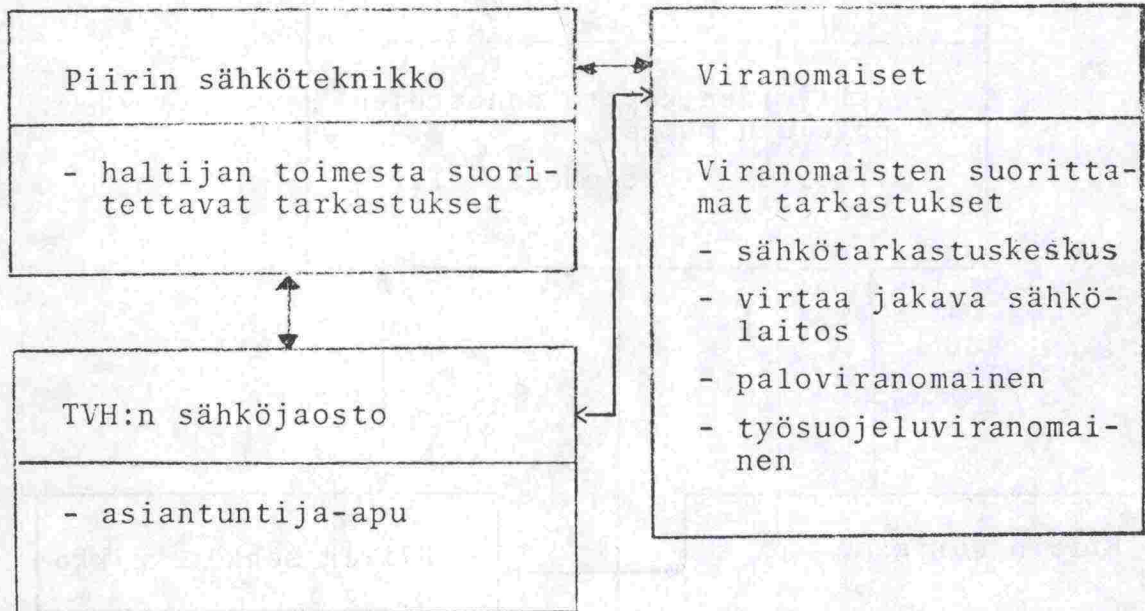 Piirin sähköteknikko
- haltijan toimesta suori-
tettavat tarkastukset
TVH:n sähköjaosto
- asiantuntija-apu
Viranomaiset
Viranomaisten suoritta-
mat tarkastukset
- sähkötarkastuskeskus
- virtaa jakava sähkö-
laitos
- paloviranomainen
- työsuojeluviranomai-
nen